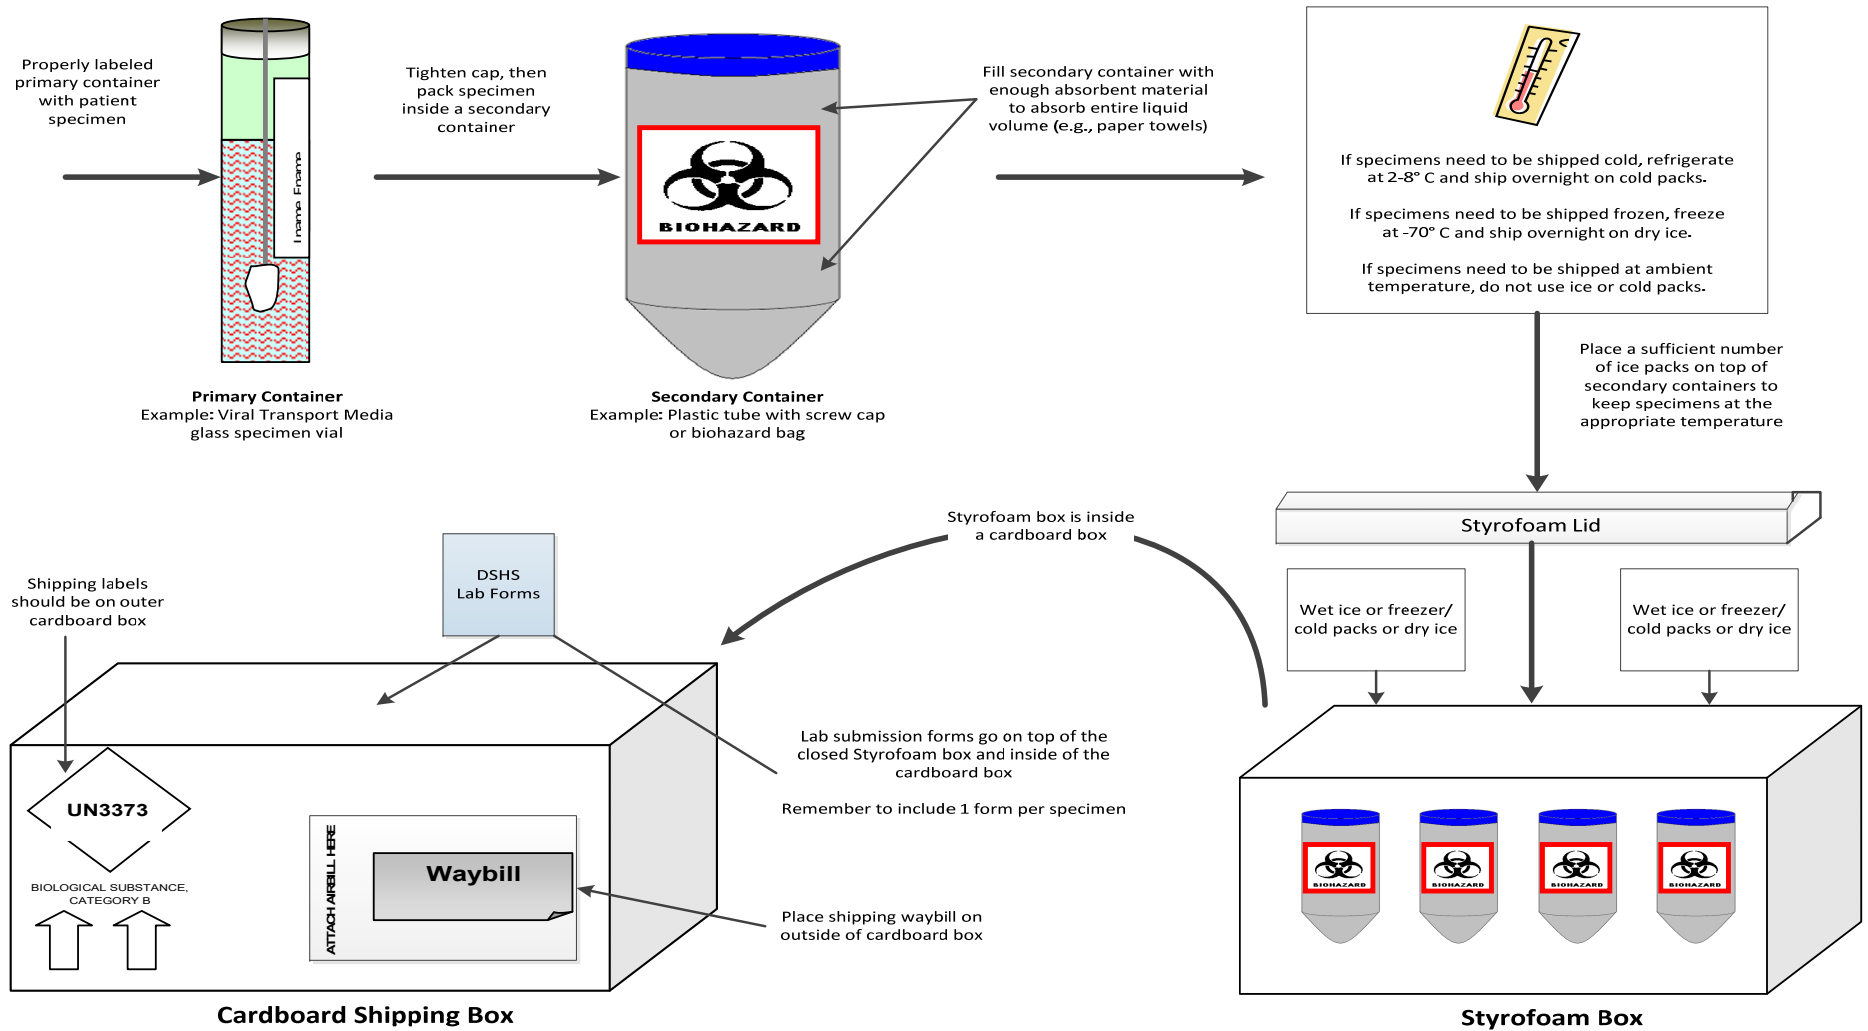 Properly labeled
primary container
with patient
specimen
Tighten cap, then
pack specimen
inside a secondary
container
BIOHAZARD
Fill secondary container with
enough absorbent material
to absorb entire liquid
volume (e.g., paper towels)
If specimens need to be shipped cold, refrigerate
at 2-8° C and ship overnight on cold packs.
If specimens need to be shipped frozen, freeze
at -70° C and ship overnight on dry ice.
If specimens need to be shipped at ambient
temperature, do not use ice or cold packs.
Primary Container
Example: Viral Transport Media
glass specimen vial
Secondary Container
Example: Plastic tube with screw cap
or biohazard bag
Place a sufficient number
of ice packs on top of
secondary containers to
keep specimens at the
appropriate temperature
Styrofoam Lid
Wet ice or freezer/
cold packs or dry ice
Wet ice or freezer/
cold packs or dry ice
Styrofoam box is inside
a cardboard box
DSHS
Lab Forms
Shipping labels
should be on outer
cardboard box
Lab submission forms go on top of the
closed Styrofoam box and inside of the
cardboard box
Remember to include 1 form per specimen
UN3373
BIOLOGICAL SUBSTANCE,
CATEGORY B
ATTACH AIRBILL HERE
Waybill
Place shipping waybill on
outside of cardboard box
Cardboard Shipping Box
BIOHAZARD
BIOHAZARD
BIOHAZARD
BIOHAZARD
Styrofoam Box